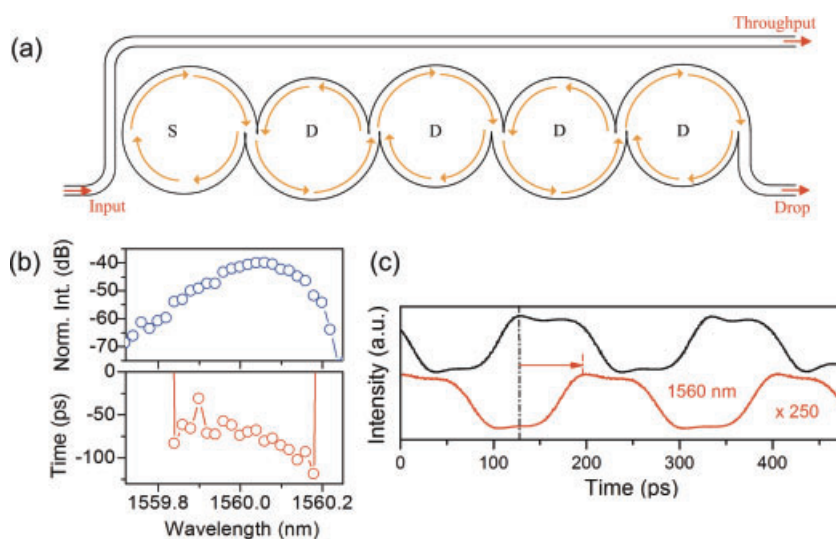 (a)
Throughput
S D D D D
Input
Drop
(b)
Norm. Int. (dB)
-40
-50
-60
-70
Time (ps)
0
-50
-100
1559.8 1560.0 1560.2
Wavelength (nm)
(c)
Intensity (a.u.)
1560 nm
x 250
0 100 200 300 400
Time (ps)